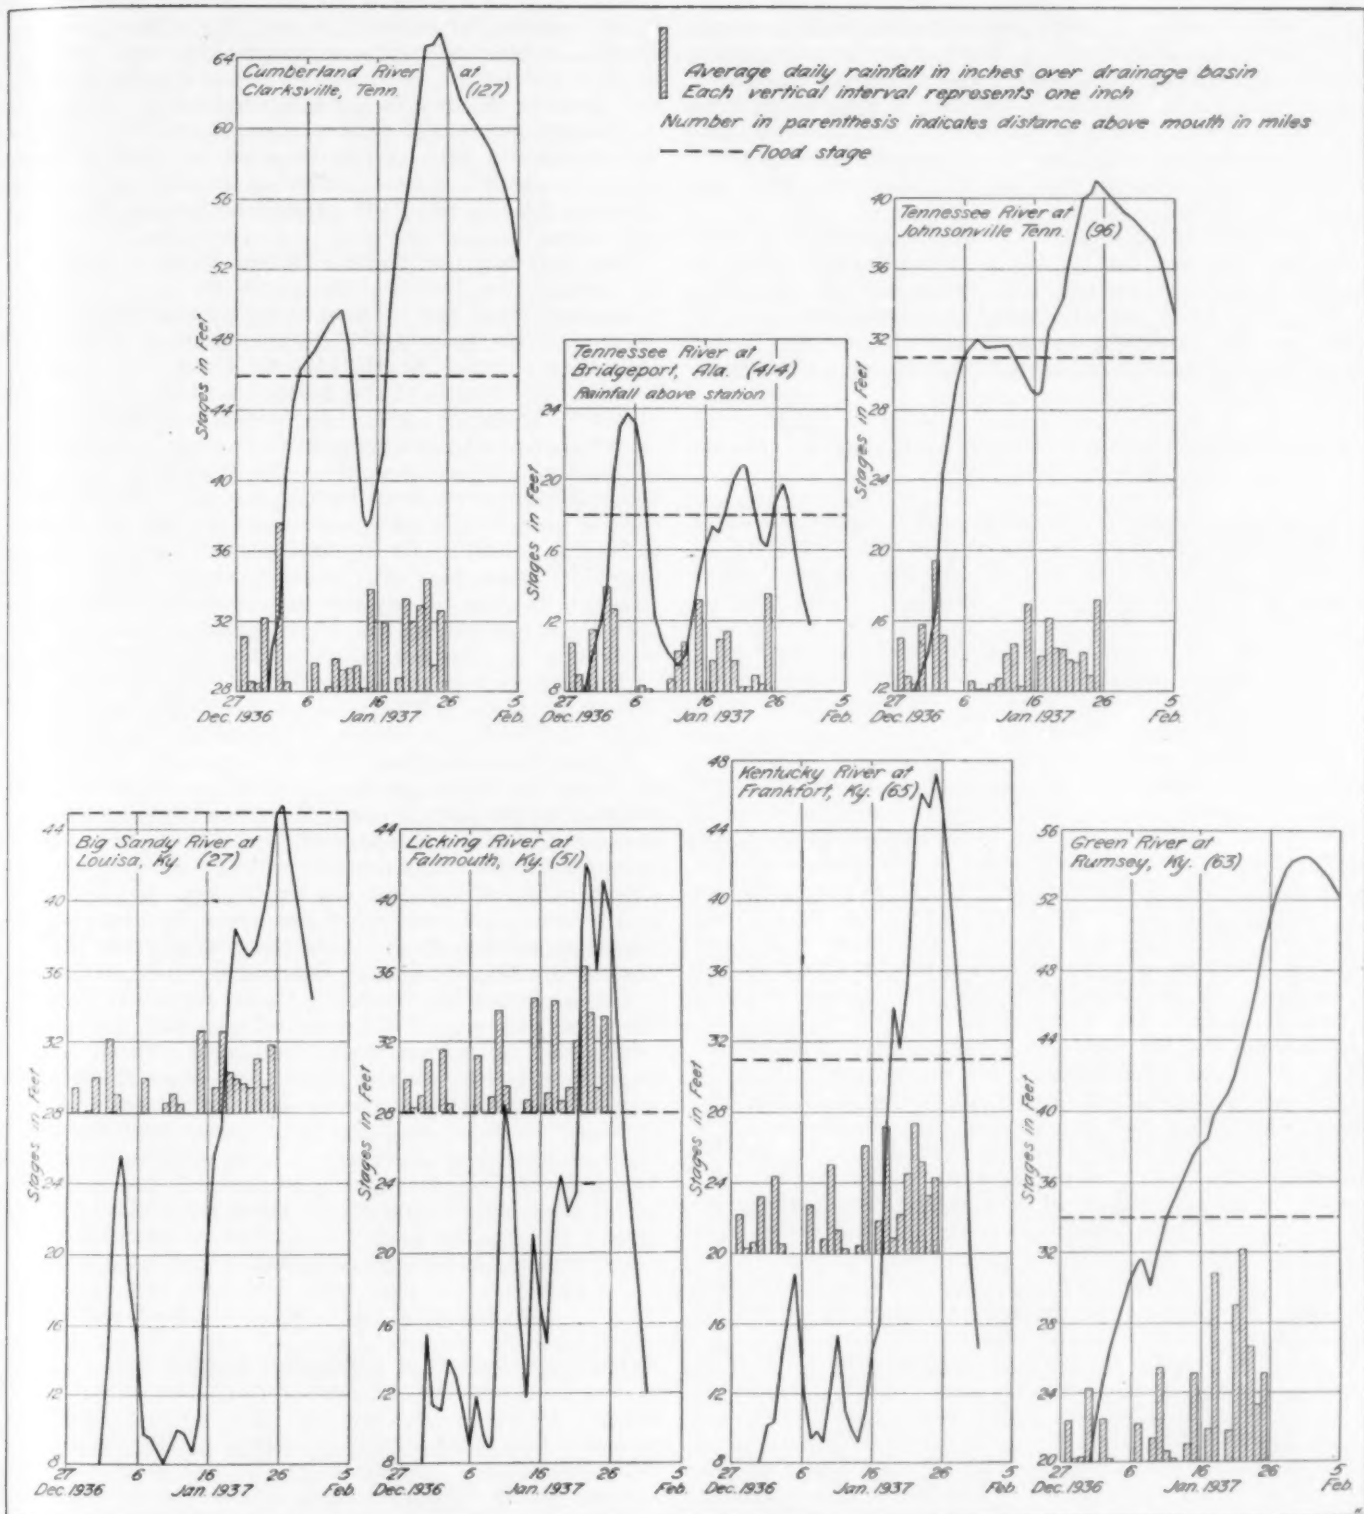 Average daily rainfall in inches over drainage basin
Each vertical interval represents one inch
Number in parenthesis indicates distance above mouth in miles
Flood stage
Cumberland River at
Clarksville, Tenn. (127)
Stages in Feet
64
60
56
52
48
44
40
36
32
28
27 6 16 26 5
Dec. 1936 Jan. 1937 Feb.
Tennessee River at
Bridgeport, Ala. (414)
Rainfall above station
Stages in Feet
24
20
16
12
8
27 6 16 26 5
Dec. 1936 Jan. 1937 Feb.
Tennessee River at
Johnsonville Tenn. (96)
Stages in Feet
40
36
32
28
24
20
16
12
27 6 16 26 5
Dec. 1936 Jan. 1937 Feb.
Big Sandy River at
Louisa, Ky. (27)
Stages in Feet
44
40
36
32
28
24
20
16
12
8
27 6 16 26 5
Dec. 1936 Jan. 1937 Feb.
Licking River at
Falmouth, Ky. (51)
Stages in Feet
44
40
36
32
28
24
20
16
12
8
27 6 16 26 5
Dec. 1936 Jan. 1937 Feb.
Kentucky River at
Frankfort, Ky. (65)
Stages in Feet
48
44
40
36
32
28
24
20
16
12
8
27 6 16 26 5
Dec. 1936 Jan. 1937 Feb.
Green River at
Rumsey, Ky. (63)
Stages in Feet
56
52
48
44
40
36
32
28
24
20
27 6 16 26 5
Dec. 1936 Jan. 1937 Feb.